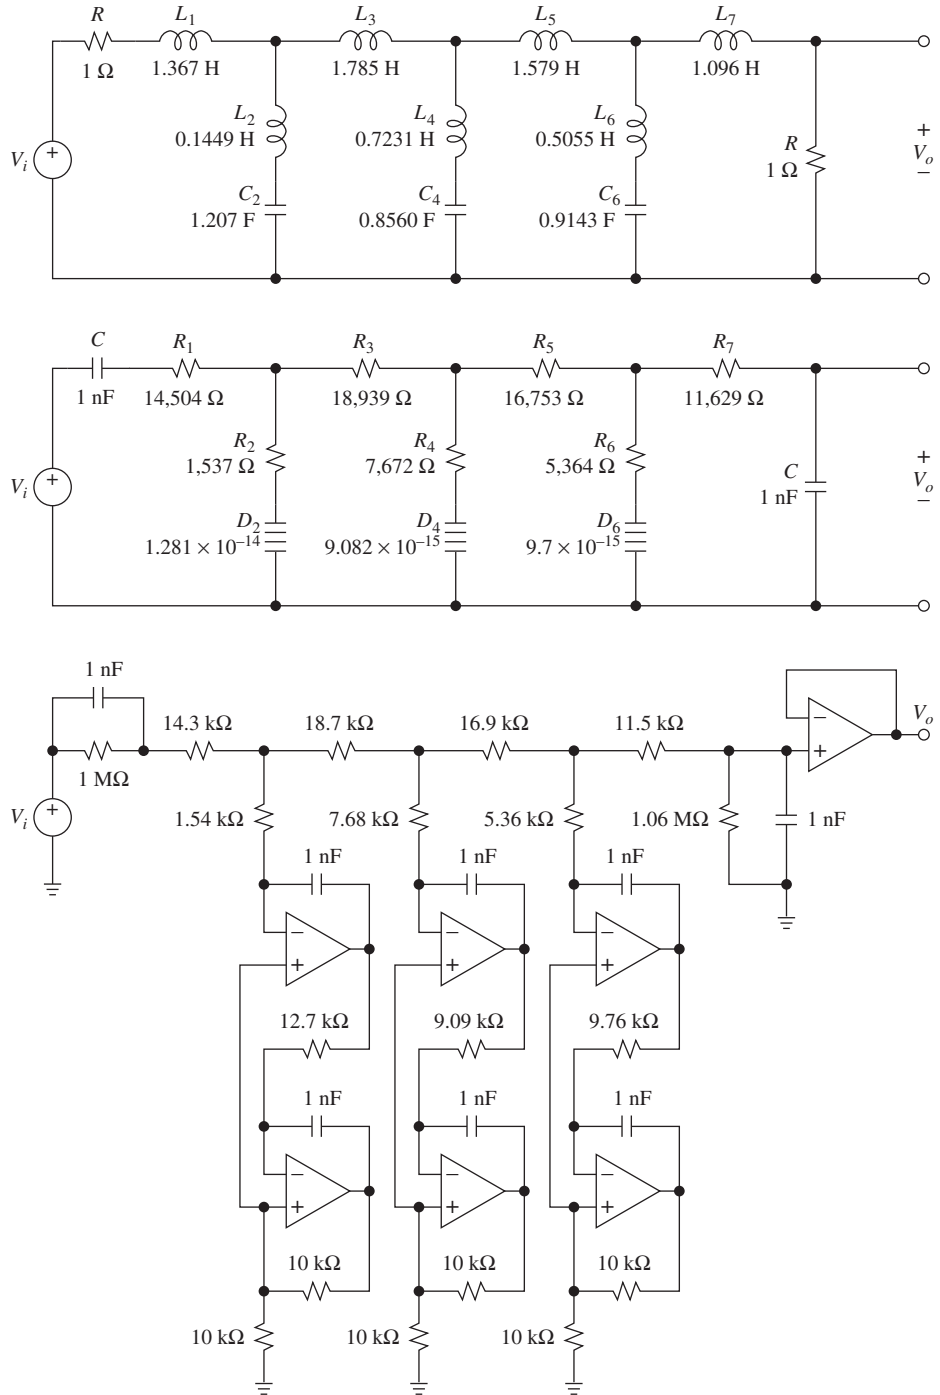 R L1 L3 L5 L7
1 Ω 1.367 H 1.785 H 1.579 H 1.096 H
L2 L4 L6
0.1449 H 0.7231 H 0.5055 H
R
1 Ω
Vi + + Vo −
C2 C4 C6
1.207 F 0.8560 F 0.9143 F
C R1 R3 R5 R7
1 nF 14,504 Ω 18,939 Ω 16,753 Ω 11,629 Ω
R2 R4 R6
1,537 Ω 7,672 Ω 5,364 Ω
C
1 nF
Vi + + Vo −
D2 D4 D6
1.281 × 10−14 9.082 × 10−15 9.7 × 10−15
1 nF
14.3 kΩ 18.7 kΩ 16.9 kΩ 11.5 kΩ − Vo
1 MΩ +
Vi + 1.54 kΩ 7.68 kΩ 5.36 kΩ 1.06 MΩ 1 nF
1 nF 1 nF 1 nF
− − −
+ + +
12.7 kΩ 9.09 kΩ 9.76 kΩ
1 nF 1 nF 1 nF
− − −
+ + +
10 kΩ 10 kΩ 10 kΩ
10 kΩ 10 kΩ 10 kΩ